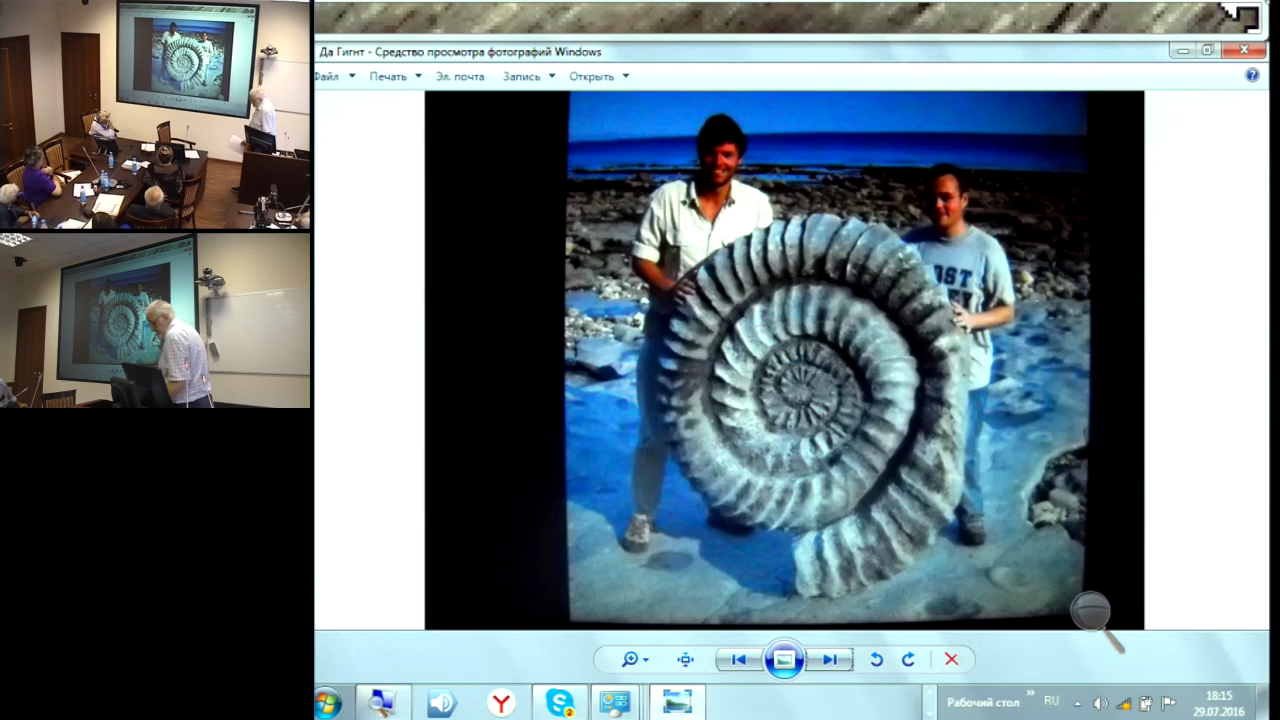 Да Гигнт - Средство просмотра фотографий Windows
Файл Печать Эл. почта Запись Открыть
Рабочий стол
RU
18:15
29.07.2016